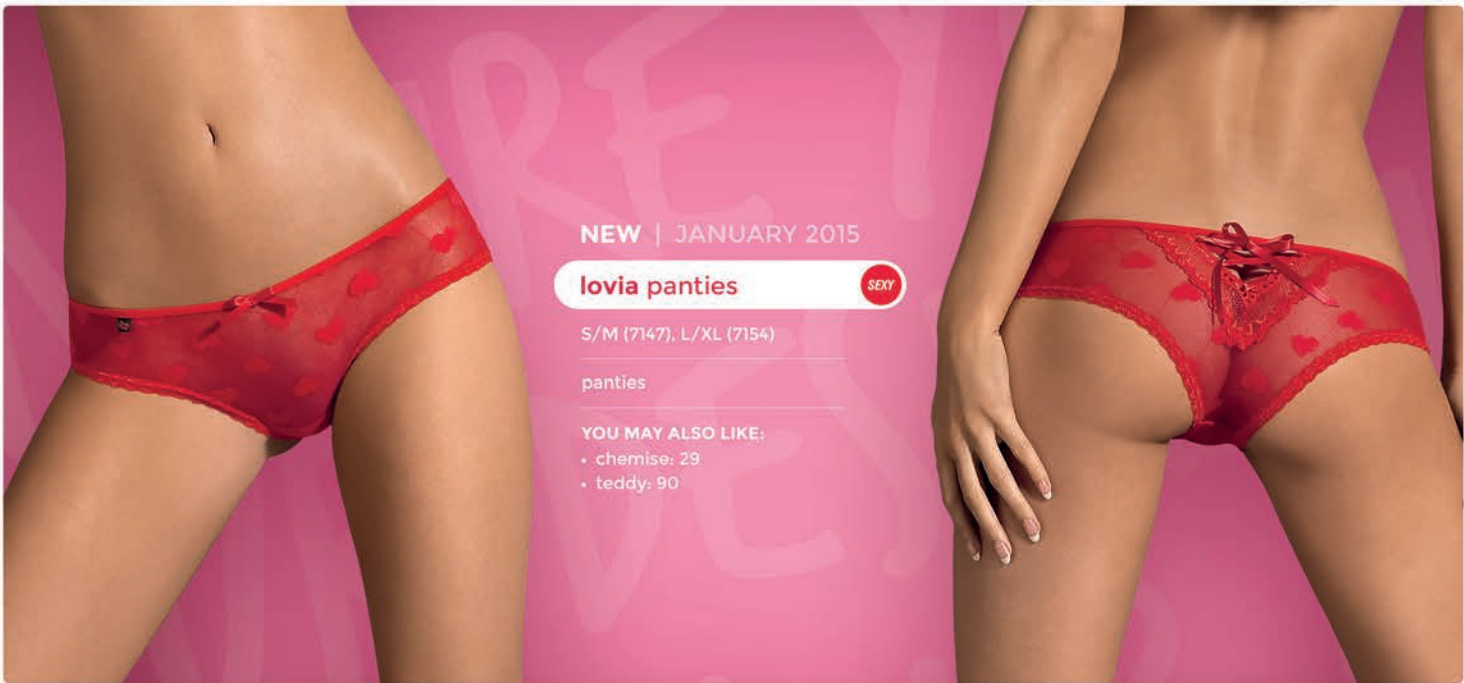 NEW | JANUARY 2015
lovia panties
SEXY
S/M (7147), L/XL (7154)
panties
YOU MAY ALSO LIKE:
• chemise: 29
• teddy: 90